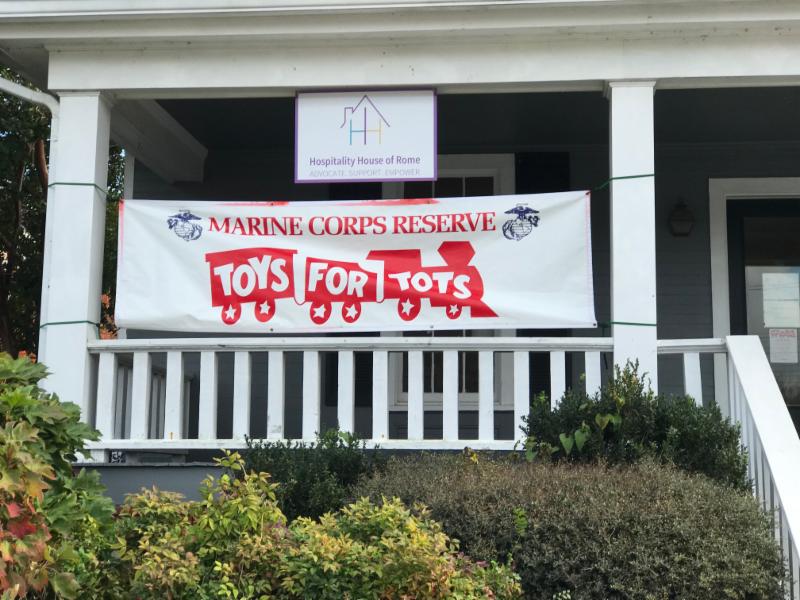 Hospitality House of Rome
ADVOCATE. SUPPORT. EMPOWER.
MARINE CORPS RESERVE
TOYS FOR TOTS